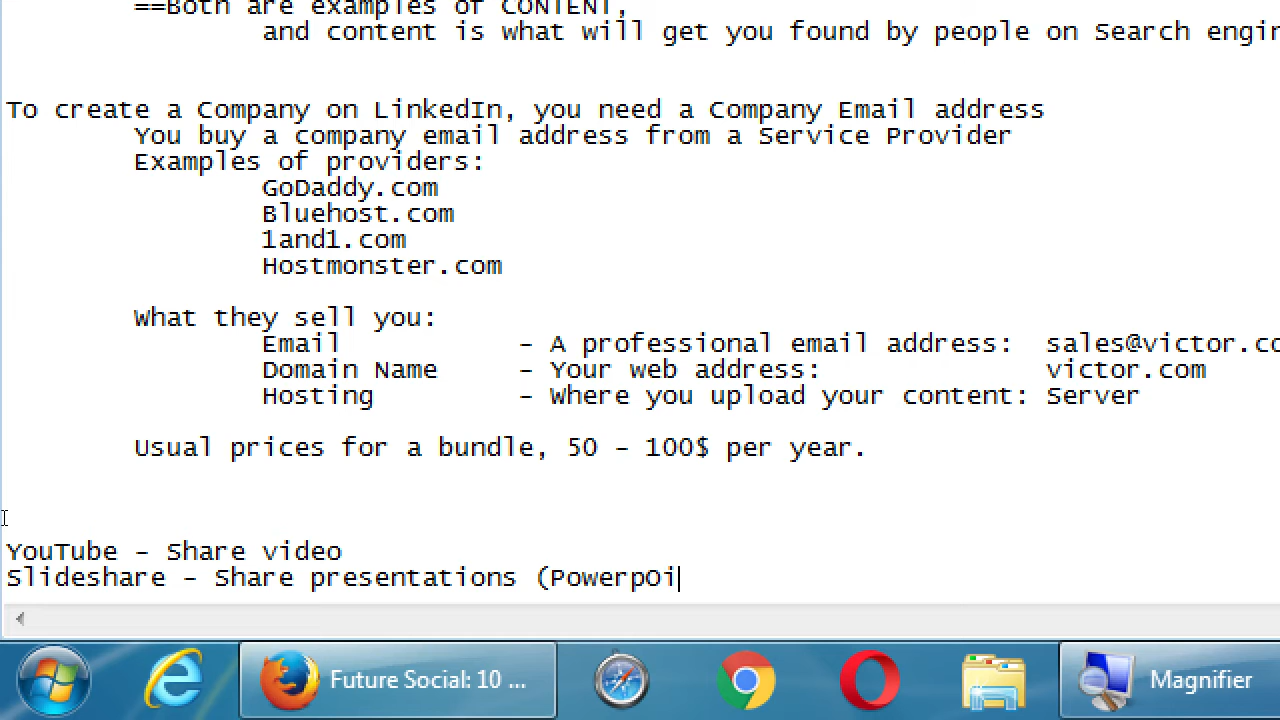 ==Both are examples of CONTENT,
and content is what will get you found by people on Search engin
To create a Company on LinkedIn, you need a Company Email address
You buy a company email address from a Service Provider
Examples of providers:
GoDaddy.com
Bluehost.com
1and1.com
Hostmonster.com
What they sell you:
Email - A professional email address: sales@victor.co
Domain Name - Your web address: victor.com
Hosting - Where you upload your content: Server
Usual prices for a bundle, 50 - 100$ per year.
YouTube - Share video
Slideshare - Share presentations (PowerpOi
Future Social: 10 ...
Magnifier